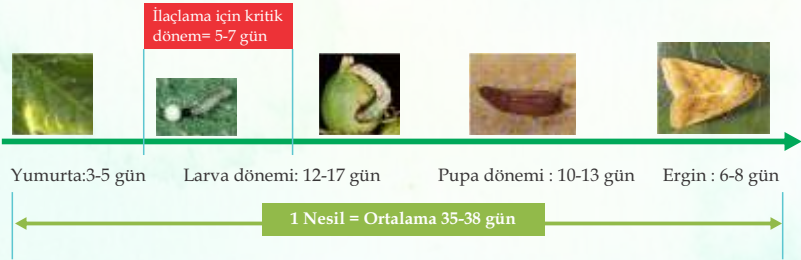 İlaçlama için kritik
dönem= 5-7 gün
Yumurta:3-5 gün
Larva dönemi: 12-17 gün
Pupa dönemi : 10-13 gün
Ergin : 6-8 gün
1 Nesil = Ortalama 35-38 gün